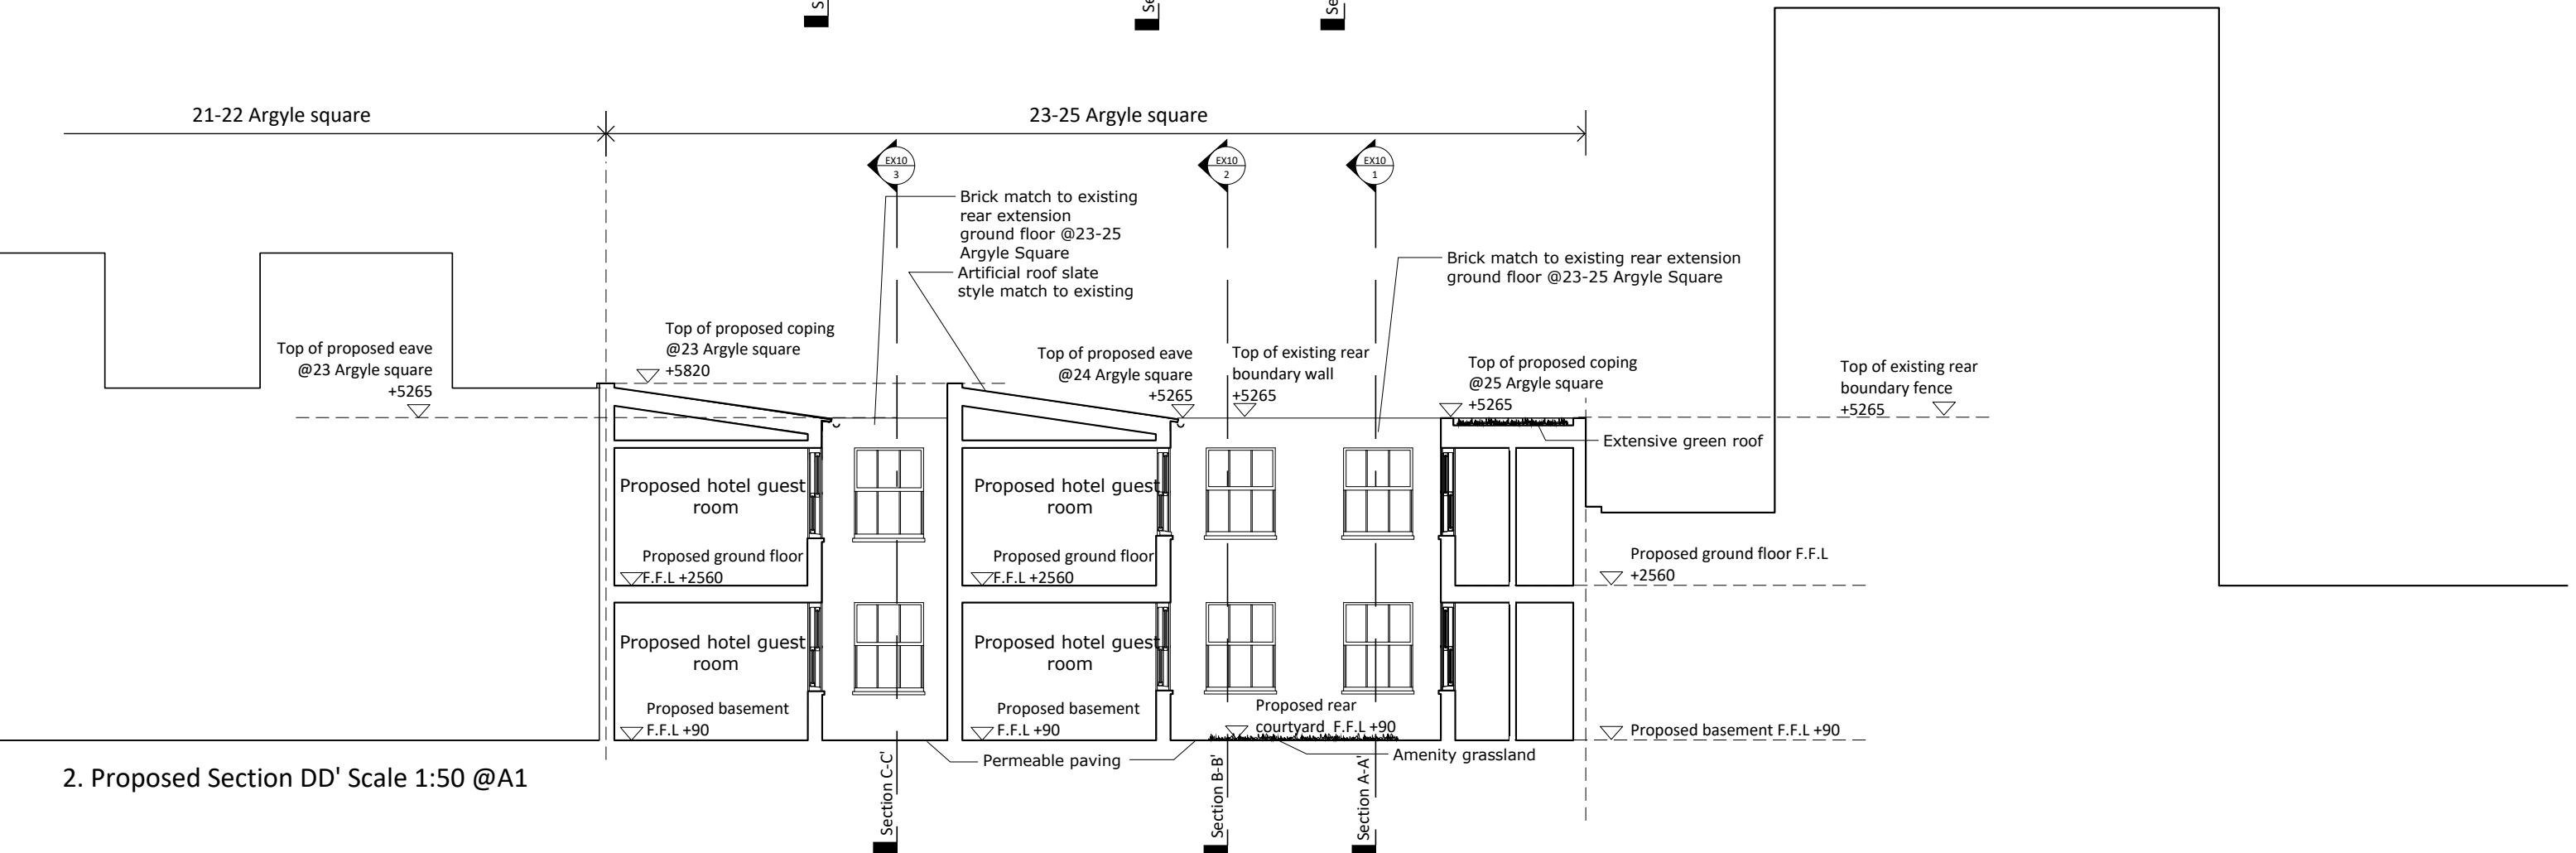 21-22 Argyle square
23-25 Argyle square
EX10
3
EX10
2
EX10
1
Brick match to existing
rear extension
ground floor @23-25
Argyle Square
Artificial roof slate
style match to existing
Brick match to existing rear extension
ground floor @23-25 Argyle Square
Top of proposed eave
@23 Argyle square
+5265
Top of proposed coping
@23 Argyle square
+5820
Top of proposed eave
@24 Argyle square
+5265
Top of existing rear
boundary wall
+5265
Top of proposed coping
@25 Argyle square
+5265
Top of existing rear
boundary fence
+5265
Extensive green roof
Proposed hotel guest
room
Proposed hotel guest
room
Proposed ground floor
F.F.L +2560
Proposed ground floor
F.F.L +2560
Proposed ground floor F.F.L
+2560
Proposed hotel guest
room
Proposed hotel guest
room
Proposed basement
F.F.L +90
Proposed basement
F.F.L +90
Proposed rear
courtyard F.F.L +90
Proposed basement F.F.L +90
Permeable paving
Amenity grassland
Section C-C'
Section B-B'
Section A-A'
2. Proposed Section DD' Scale 1:50 @A1